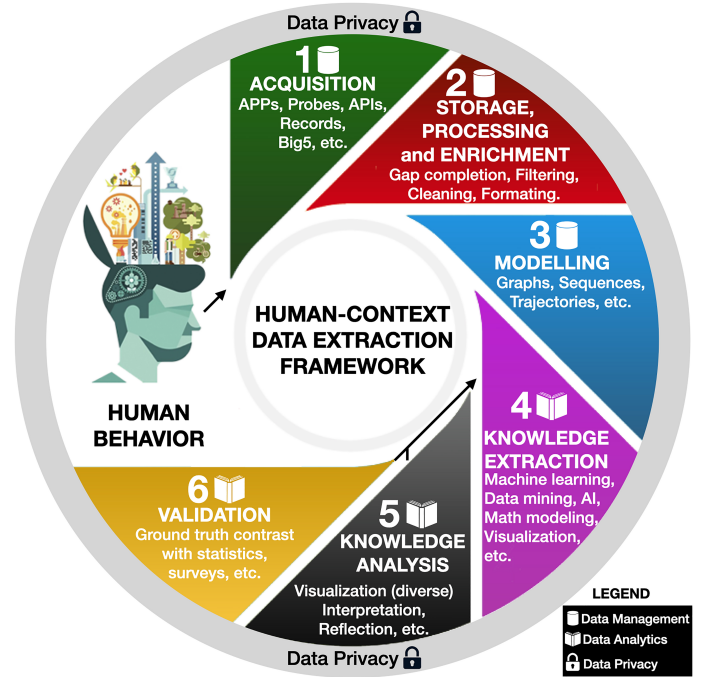 Data Privacy
1
ACQUISITION
APPs, Probes, APIs,
Records,
Big5, etc.
2
STORAGE,
PROCESSING
and ENRICHMENT
Gap completion, Filtering,
Cleaning, Formating.
3
MODELLING
Graphs, Sequences,
Trajectories, etc.
HUMAN-CONTEXT
DATA EXTRACTION
FRAMEWORK
HUMAN
BEHAVIOR
4
KNOWLEDGE
EXTRACTION
Machine learning,
Data mining, AI,
Math modeling,
Visualization,
etc.
5
KNOWLEDGE
ANALYSIS
Visualization (diverse)
Interpretation,
Reflection, etc.
6
VALIDATION
Ground truth contrast
with statistics,
surveys, etc.
Data Privacy
LEGEND
Data Management
Data Analytics
Data Privacy